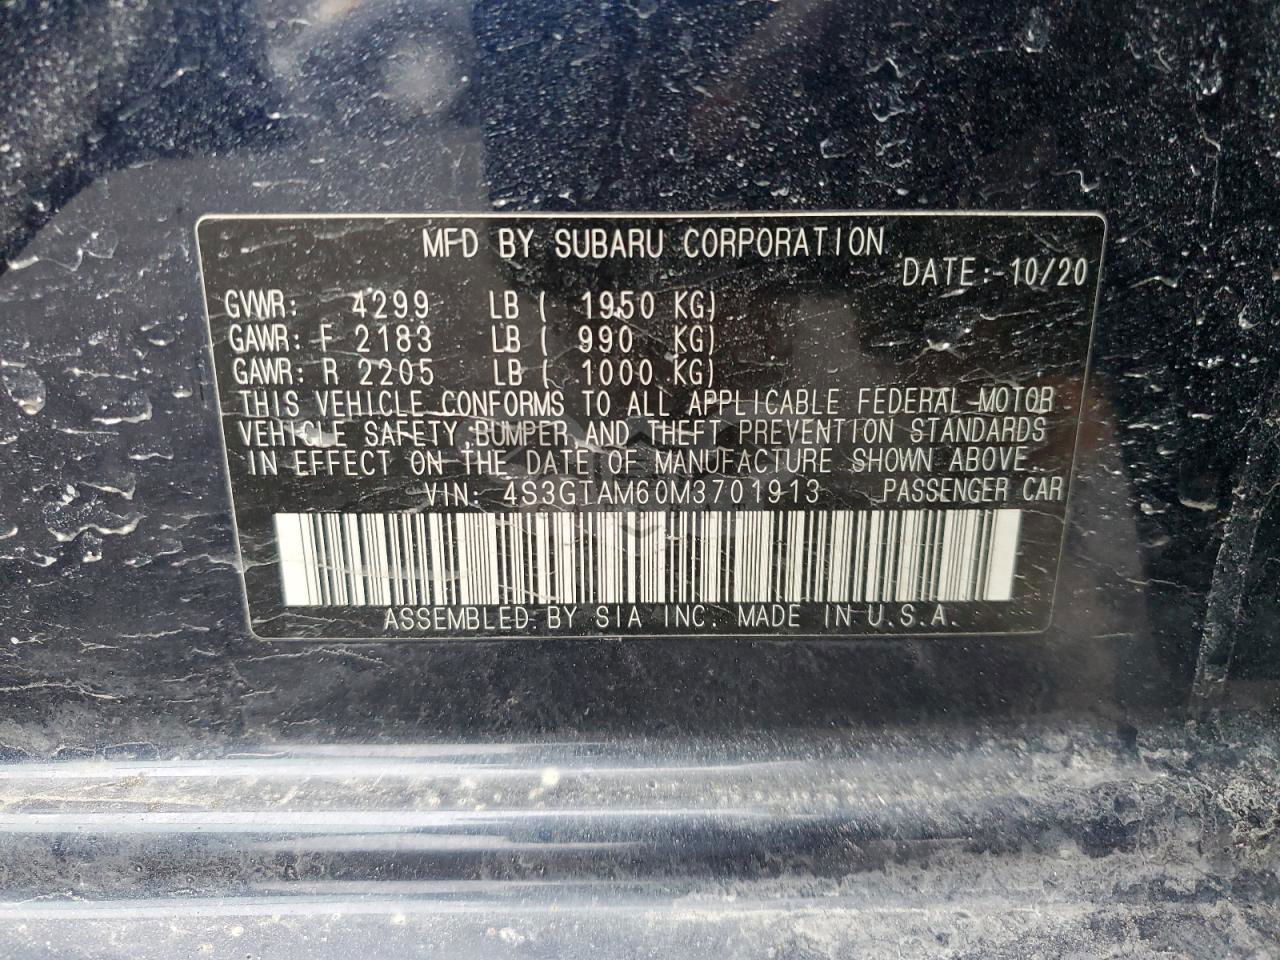 MFD BY SUBARU CORPORATION
DATE: 10/20
GVWR: 4299 LB ( 1950 KG)
GAWR: F 2183 LB ( 990 KG)
GAWR: R 2205 LB ( 1000 KG)
THIS VEHICLE CONFORMS TO ALL APPLICABLE FEDERAL MOTOR
VEHICLE SAFETY, BUMPER, AND THEFT PREVENTION STANDARDS
IN EFFECT ON THE DATE OF MANUFACTURE SHOWN ABOVE.
VIN: 4S3GTAM60M3701913 PASSENGER CAR
ASSEMBLED BY SIA INC. MADE IN U.S.A.